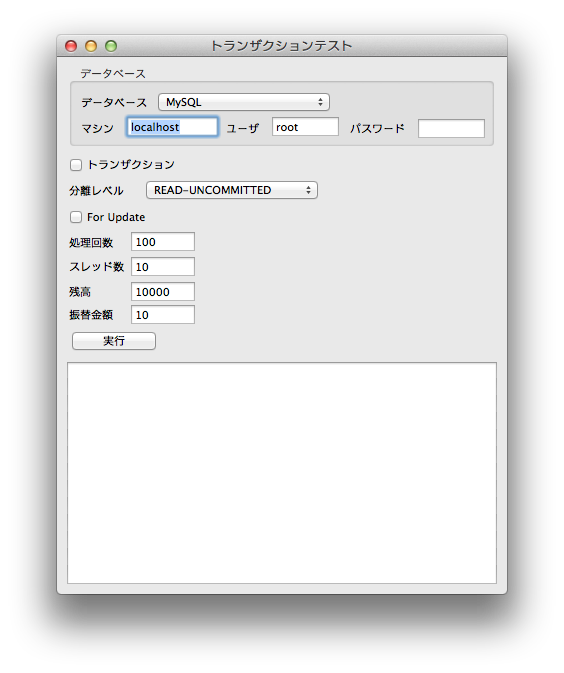 トランザクションテスト
データベース
データベース MySQL
マシン localhost ユーザ root パスワード
トランザクション
分離レベル READ-UNCOMMITTED
For Update
処理回数 100
スレッド数 10
残高 10000
振替金額 10
実行